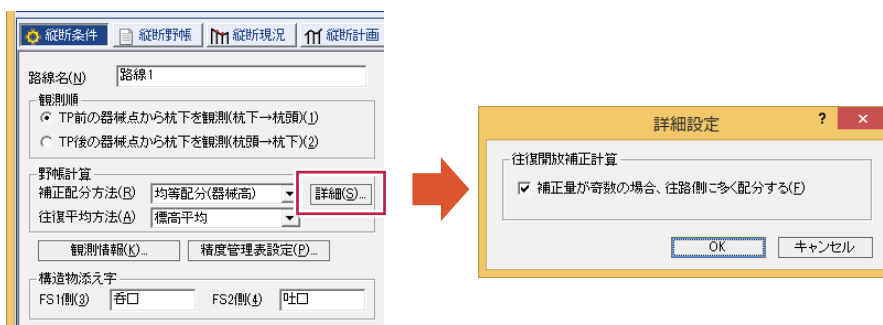 縦断条件 縦断野帳 縦断現況 縦断計画
路線名(N) 路線1
観測順
TP前の器械点から杭下を観測(杭下→杭頭)(1)
TP後の器械点から杭下を観測(杭頭→杭下)(2)
野帳計算
補正配分方法(R) 均等配分(器械高) 詳細(S)...
往復平均方法(A) 標高平均
観測情報(K)... 精度管理表設定(P)...
構造物添え字
FS1側(3) 呑口 FS2側(4) 吐口
詳細設定 ? ×
往復開放補正計算
補正量が奇数の場合、往路側に多く配分する(F)
OK キャンセル